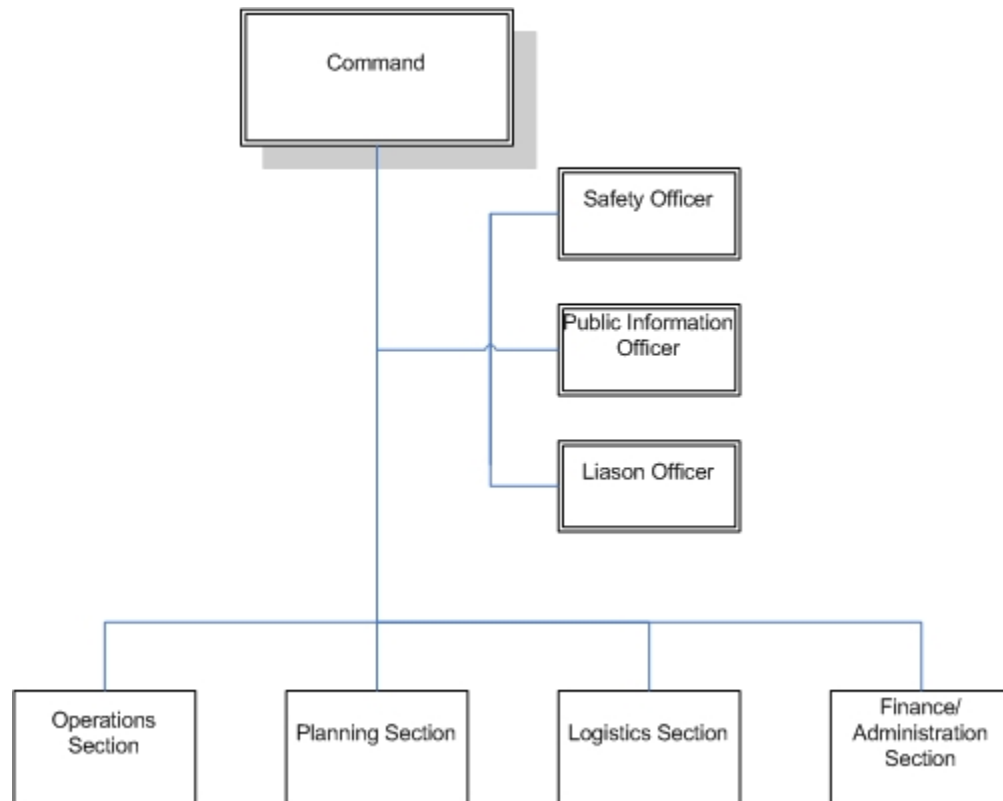 Command
Safety Officer
Public Information
Officer
Liason Officer
Operations
Section
Planning Section
Logistics Section
Finance/
Administration
Section